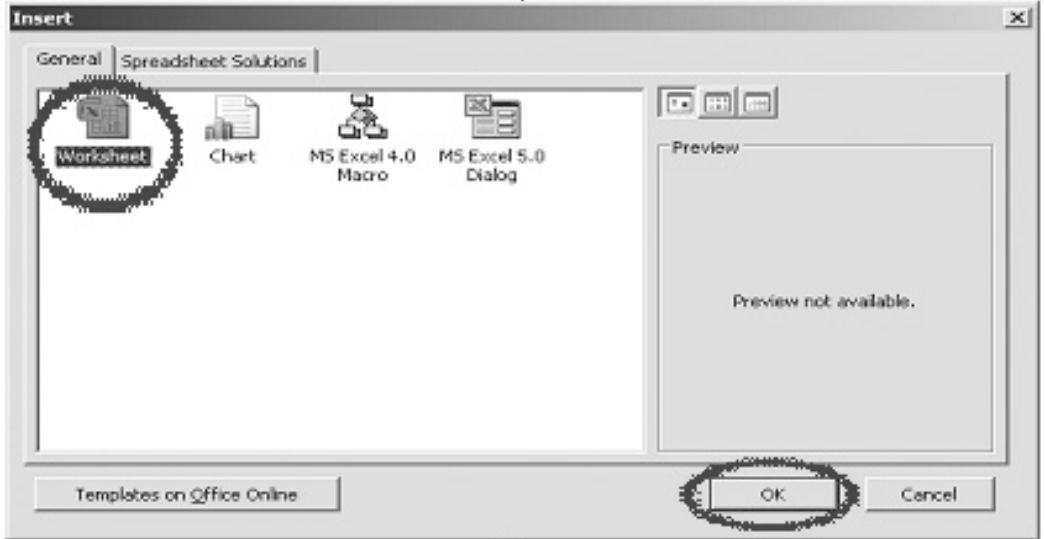 Insert
General Spreadsheet Solutions
Worksheet Chart MS Excel 4.0 Macro MS Excel 5.0 Dialog
Preview
Preview not available.
Templates on Office Online OK Cancel